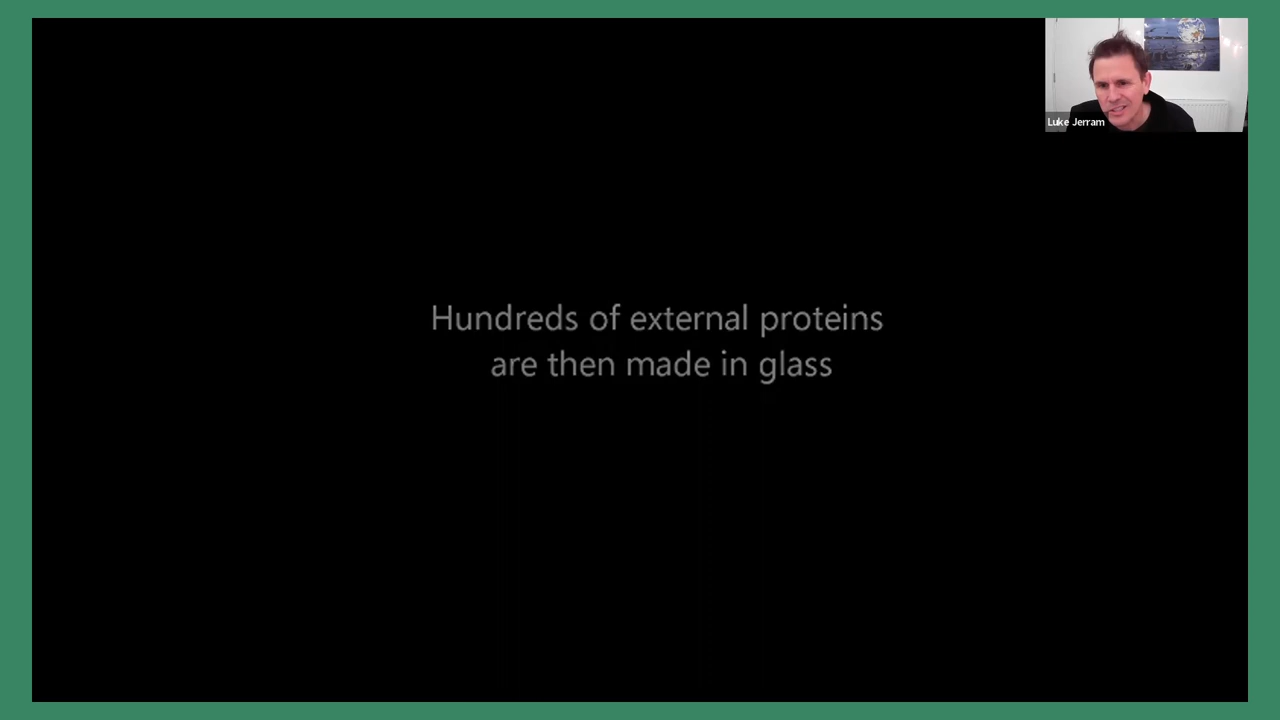 Luke Jerram
Hundreds of external proteins
are then made in glass